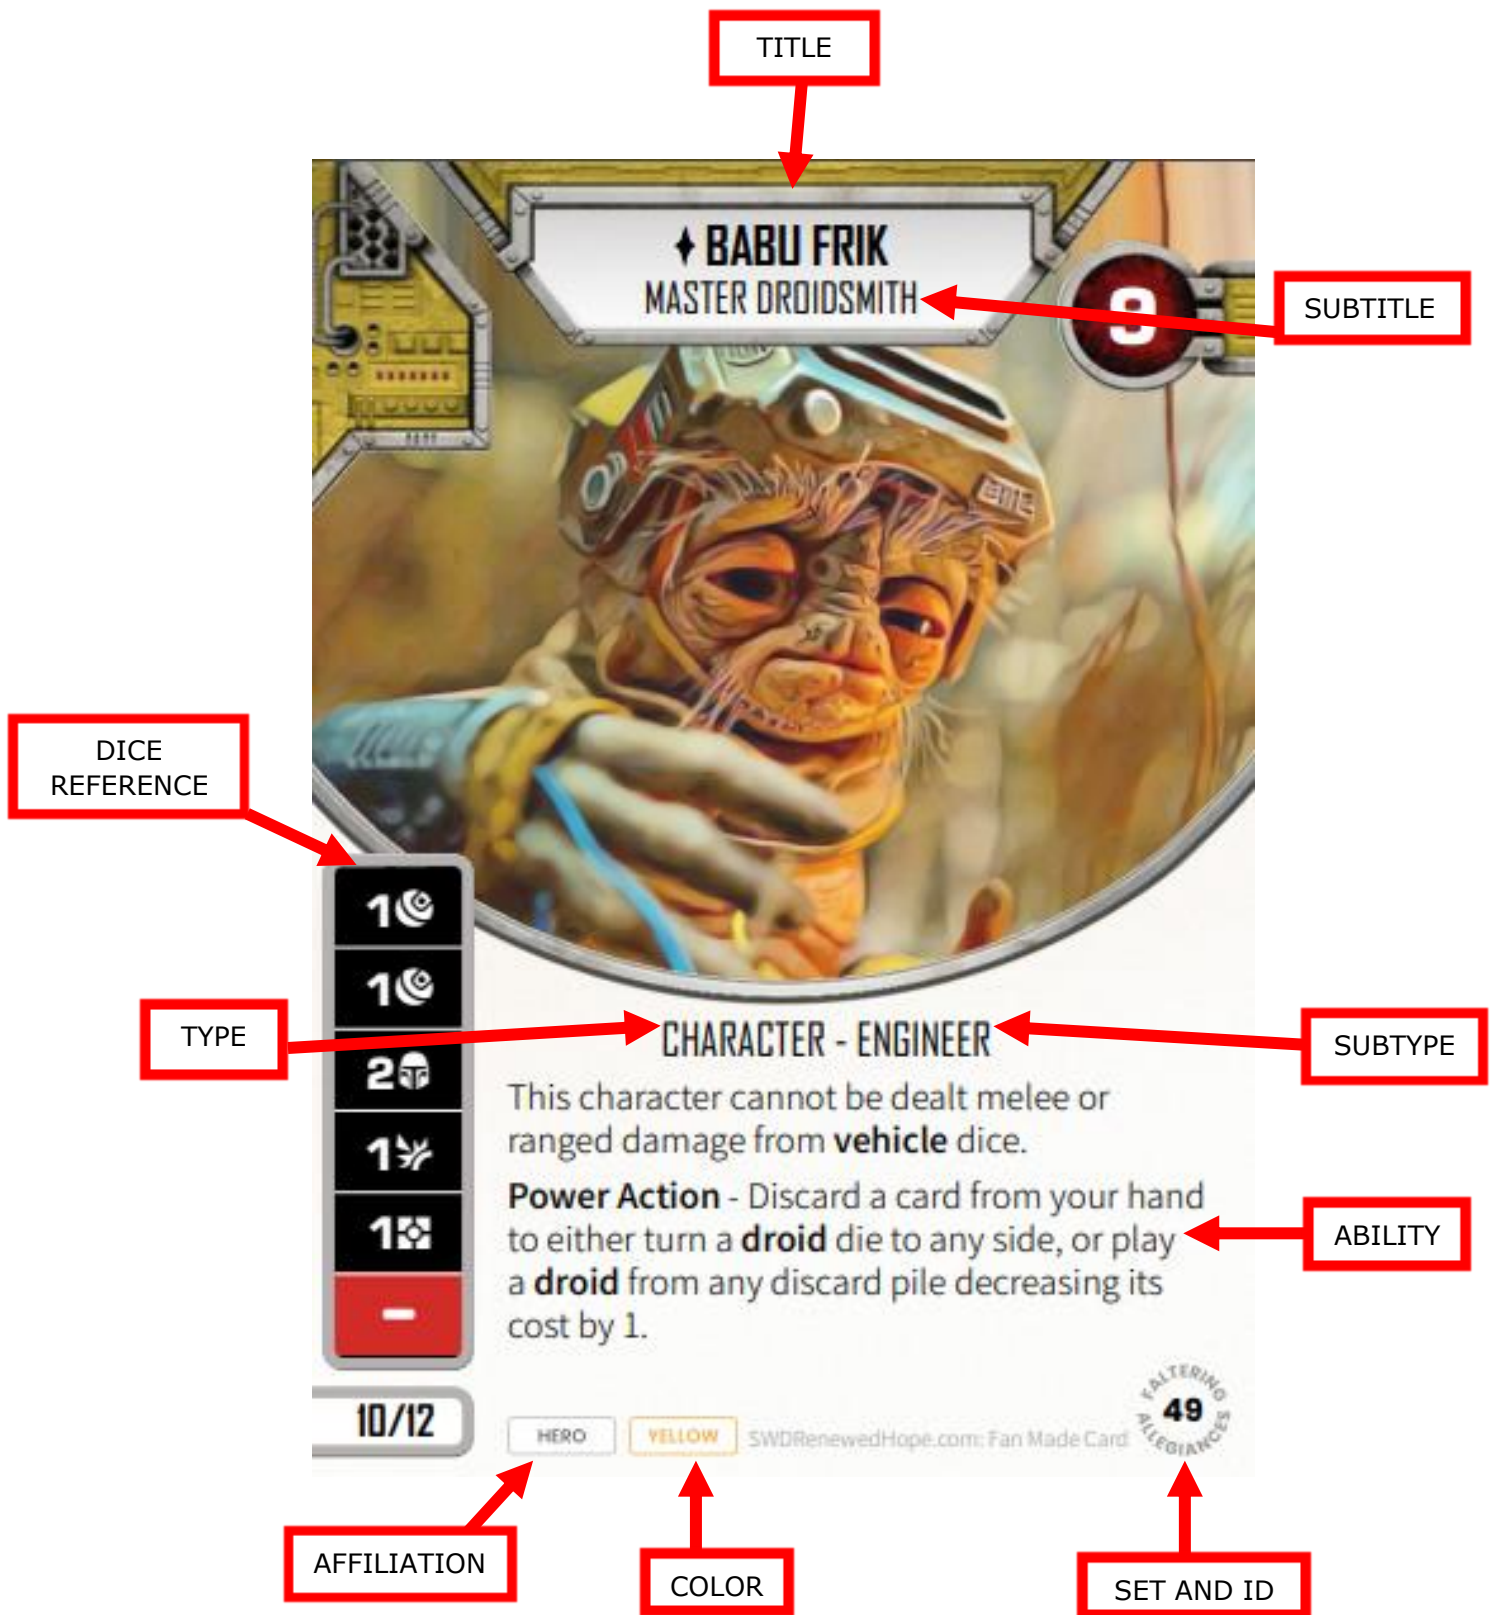 TITLE
♦ BABU FRIK
MASTER DROIDSMITH
9
SUBTITLE
DICE
REFERENCE
1
1
2
1
1
-
10/12
TYPE
CHARACTER - ENGINEER
SUBTYPE
This character cannot be dealt melee or
ranged damage from vehicle dice.
Power Action - Discard a card from your hand
to either turn a droid die to any side, or play
a droid from any discard pile decreasing its
cost by 1.
ABILITY
HERO
YELLOW
SWDRenewedHope.com: Fan Made Card
FALTERING
49
ALLEGIANCES
AFFILIATION
COLOR
SET AND ID